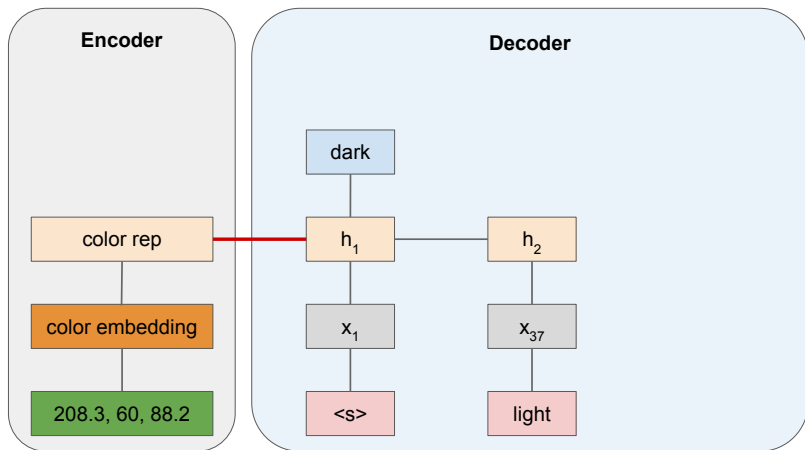 Encoder
Decoder
dark
color rep
h₁
h₂
color embedding
x₁
x₃₇
208.3, 60, 88.2
<s>
light